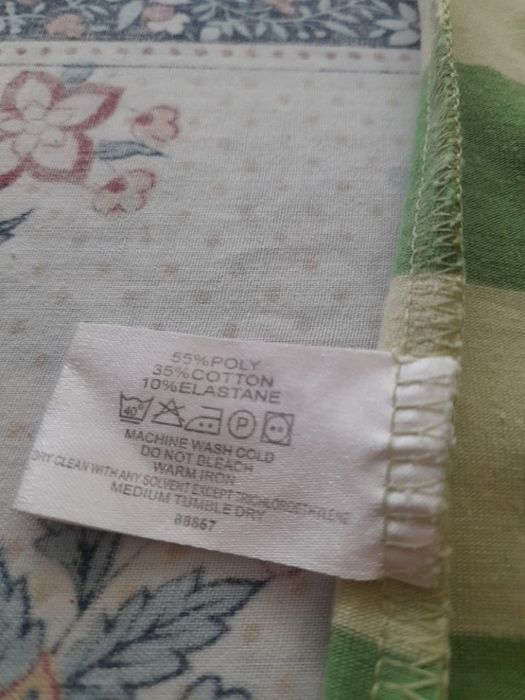 55%POLY
35%COTTON
10%ELASTANE
40° P
MACHINE WASH COLD
DO NOT BLEACH
WARM IRON
DRY CLEAN WITH ANY SOLVENT EXCEPT TRICHLOROETHYLENE
MEDIUM TUMBLE DRY
88667